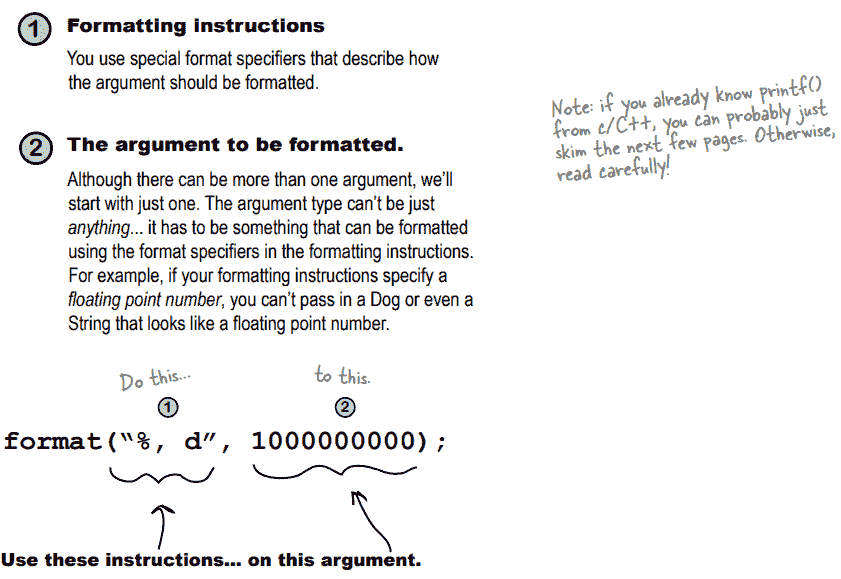 1 Formatting instructions
You use special format specifiers that describe how
the argument should be formatted.
Note: if you already know printf()
from c/C++, you can probably just
skim the next few pages. Otherwise,
read carefully!
2 The argument to be formatted.
Although there can be more than one argument, we’ll
start with just one. The argument type can’t be just
anything... it has to be something that can be formatted
using the format specifiers in the formatting instructions.
For example, if your formatting instructions specify a
floating point number, you can’t pass in a Dog or even a
String that looks like a floating point number.
Do this... to this.
1 2
format(“%, d”, 1000000000);
Use these instructions... on this argument.